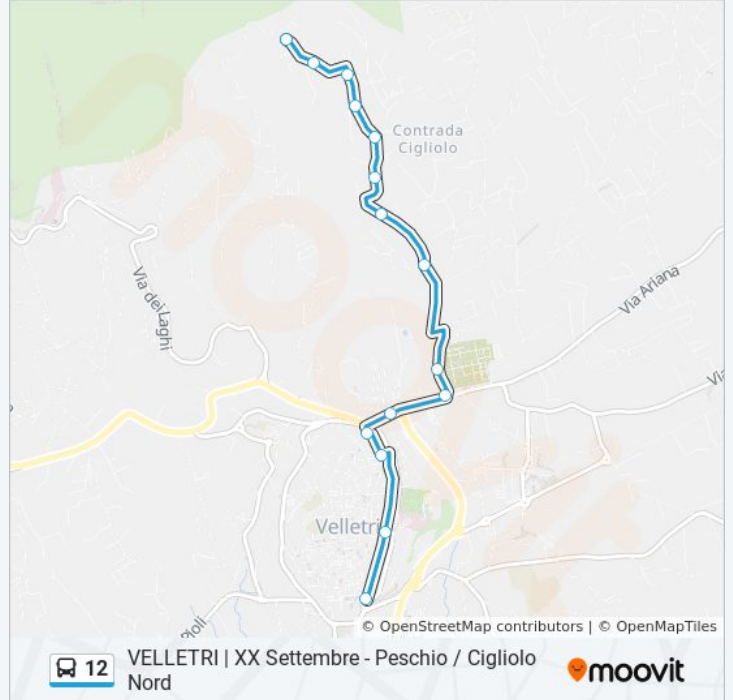 Contrada
Cigliolo
Via Ariana
Via dei Laghi
Via
Velletri
© OpenStreetMap contributors | © OpenMapTiles
12
VELLETRI | XX Settembre - Peschio / Cigliolo
Nord
moovit